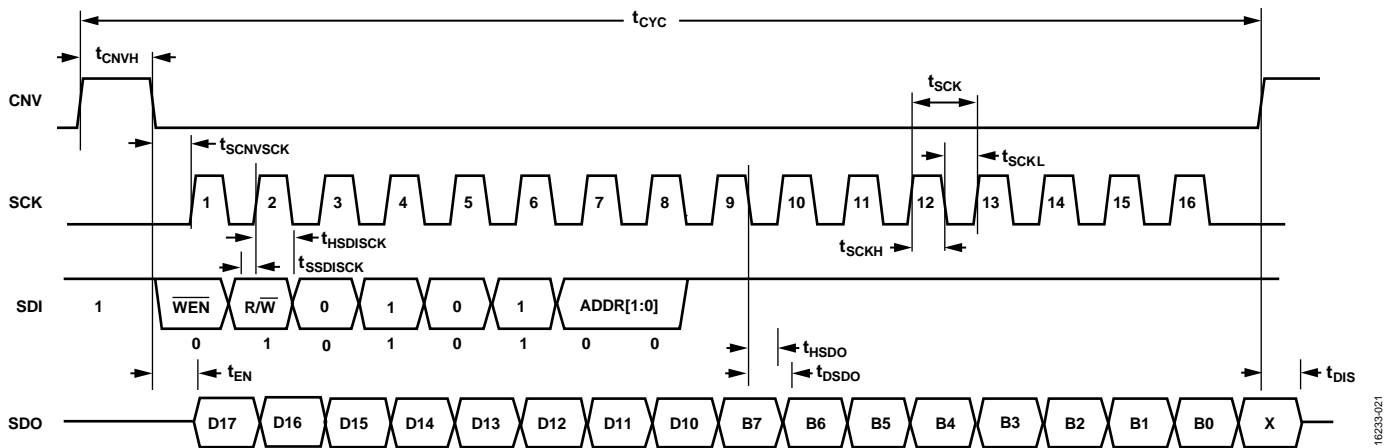 tCYC
tCNVH
CNV
tSCK
tSCNVSCK
tSCKL
SCK
1 2 3 4 5 6 7 8 9 10 11 12 13 14 15 16
tHSDISCK
tSCKH
tSSDISCK
SDI
1 W̅E̅N̅ R/W̅ 0 1 0 1 ADDR[1:0]
0 1 0 1 0 1 0 0
tHSDO
tEN
tDSDO
tDIS
SDO
D17 D16 D15 D14 D13 D12 D11 D10 B7 B6 B5 B4 B3 B2 B1 B0 X
16233-021